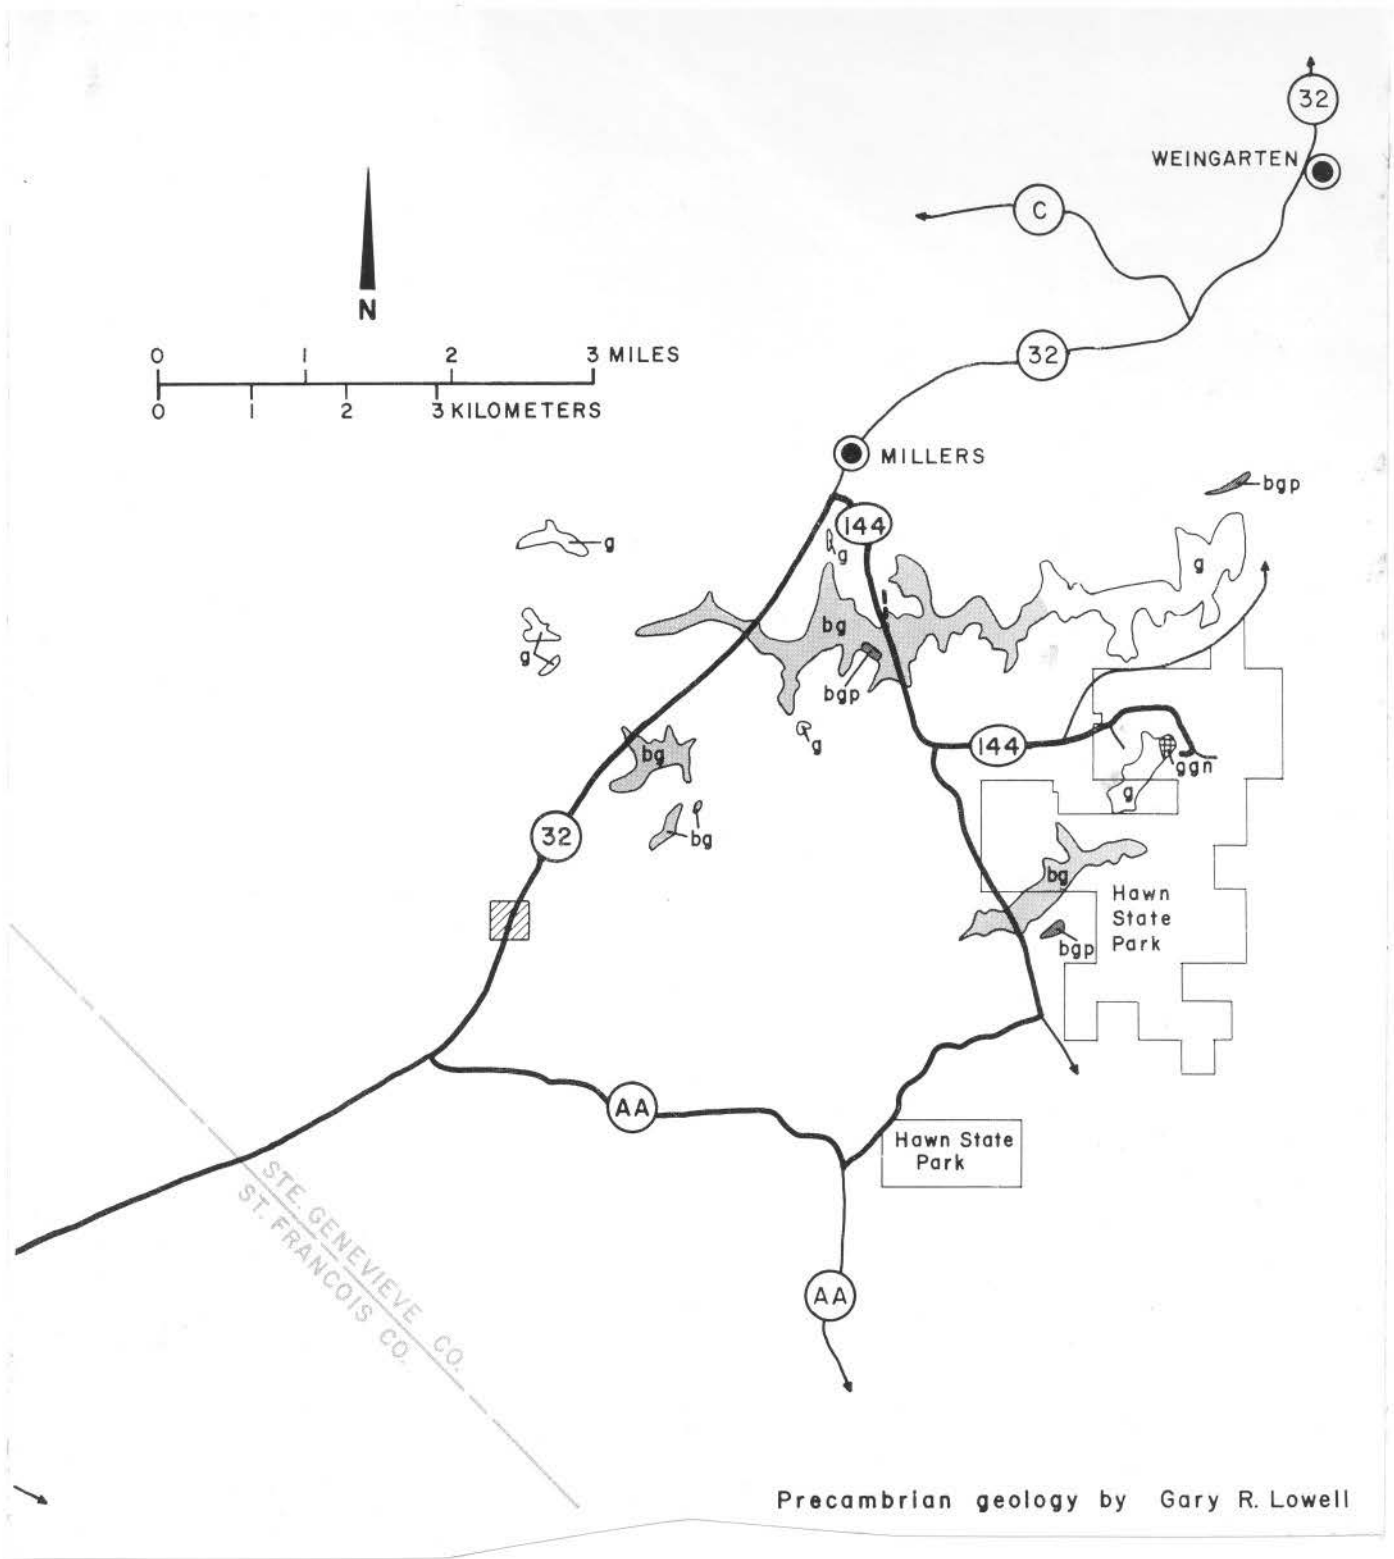 32
WEINGARTEN
C
N
0 1 2 3 MILES
0 1 2 3 KILOMETERS
32
MILLERS
bgp
144
g
g
g
bg
g
bgp
g
144
bg
ggn
g
32
bg
bg
Hawn
State
Park
bgp
AA
Hawn State
Park
STE. GENEVIEVE CO.
ST. FRANCOIS CO.
AA
Precambrian geology by Gary R. Lowell